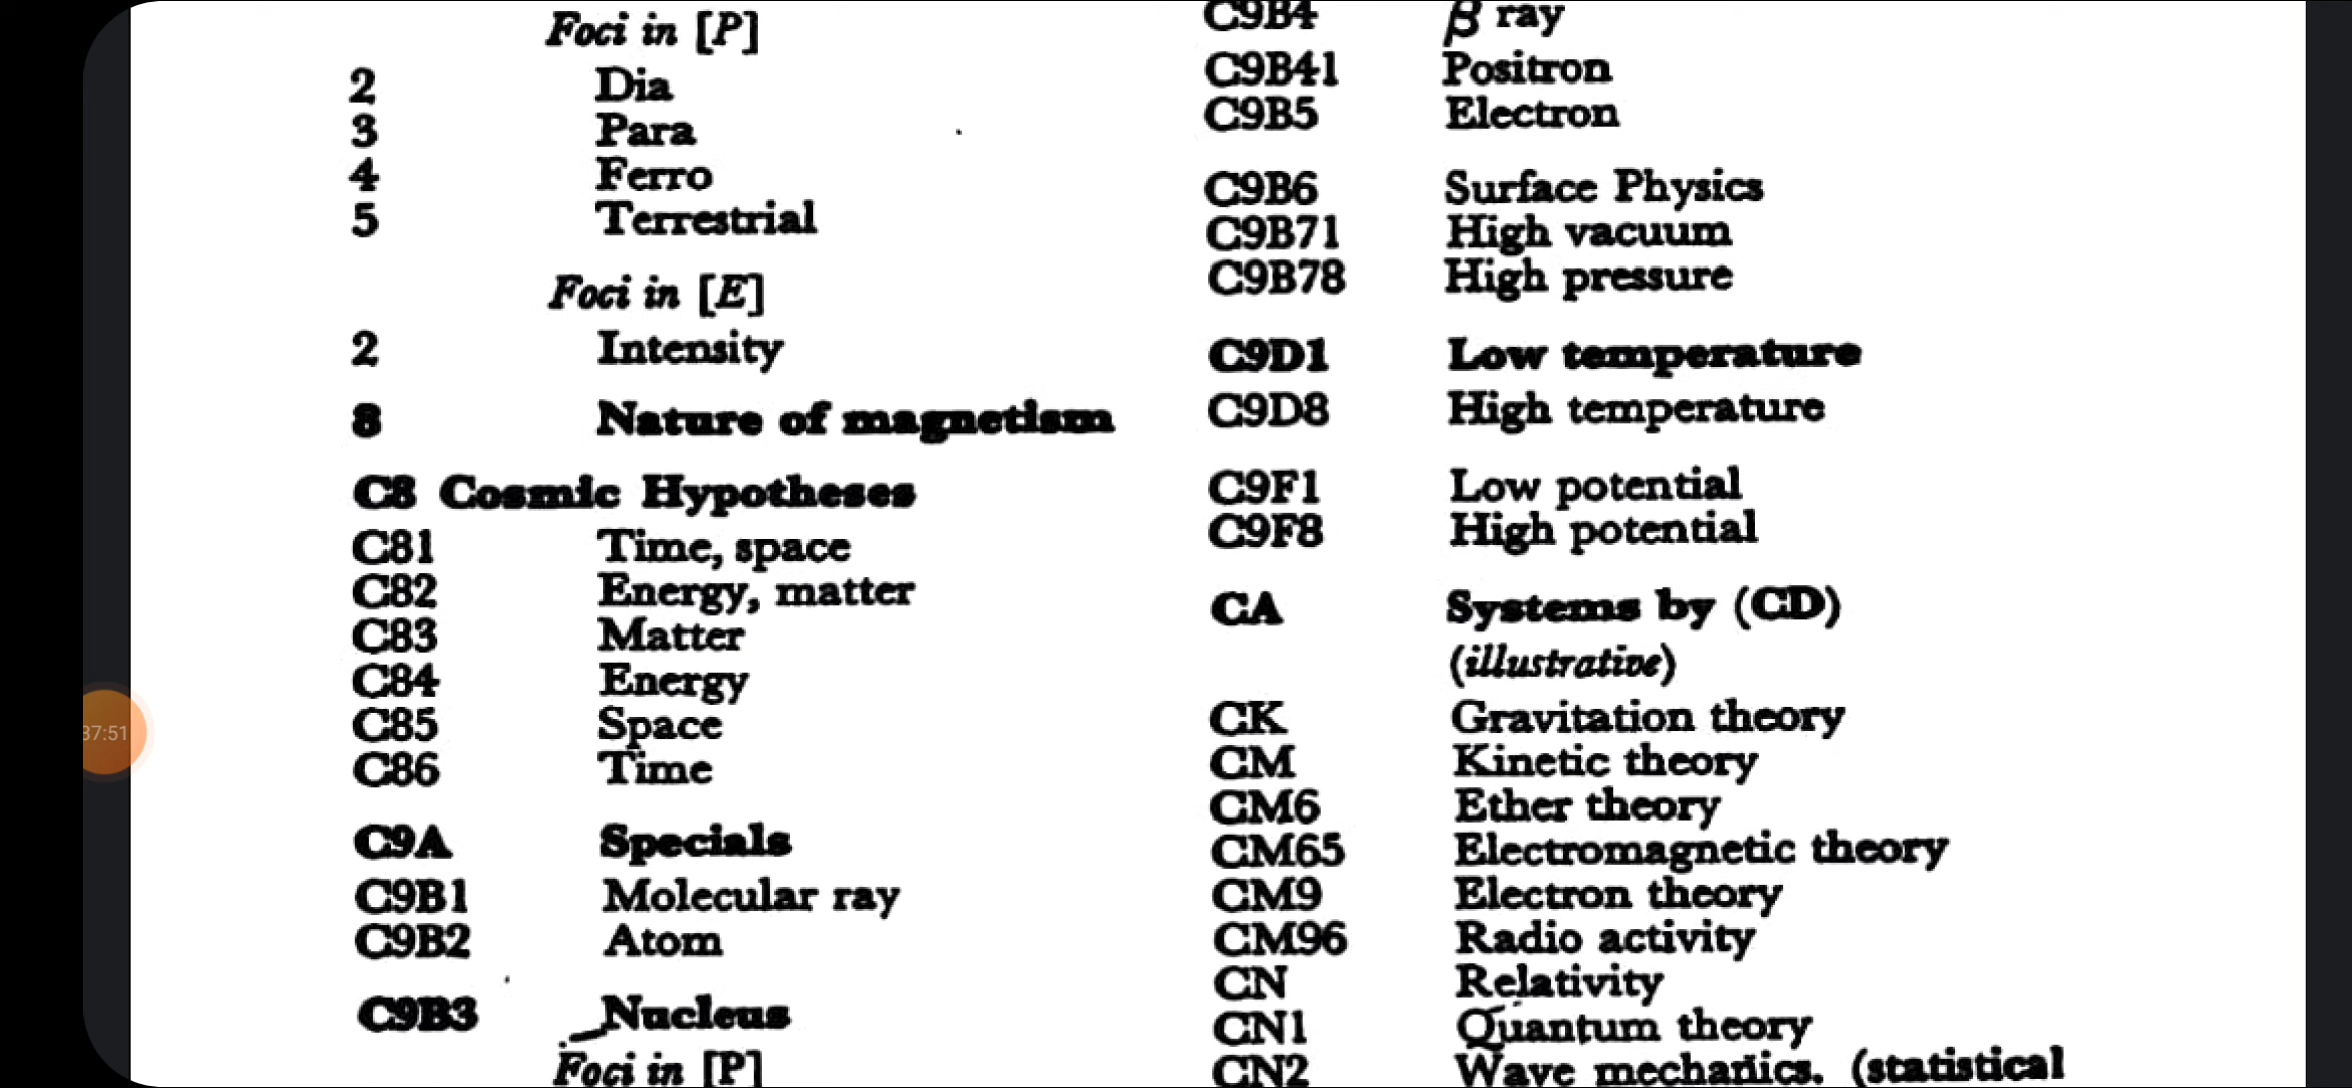 Foci in [P]
2 Dia
3 Para
4 Ferro
5 Terrestrial
Foci in [E]
2 Intensity
8 Nature of magnetism
C8 Cosmic Hypotheses
C81 Time, space
C82 Energy, matter
C83 Matter
C84 Energy
C85 Space
C86 Time
C9A Specials
C9B1 Molecular ray
C9B2 Atom
C9B3 Nucleus
Foci in [P]
C9B4 β ray
C9B41 Positron
C9B5 Electron
C9B6 Surface Physics
C9B71 High vacuum
C9B78 High pressure
C9D1 Low temperature
C9D8 High temperature
C9F1 Low potential
C9F8 High potential
CA Systems by (CD)
(illustrative)
CK Gravitation theory
CM Kinetic theory
CM6 Ether theory
CM65 Electromagnetic theory
CM9 Electron theory
CM96 Radio activity
CN Relativity
CN1 Quantum theory
CN2 Wave mechanics. (statistical
37:51